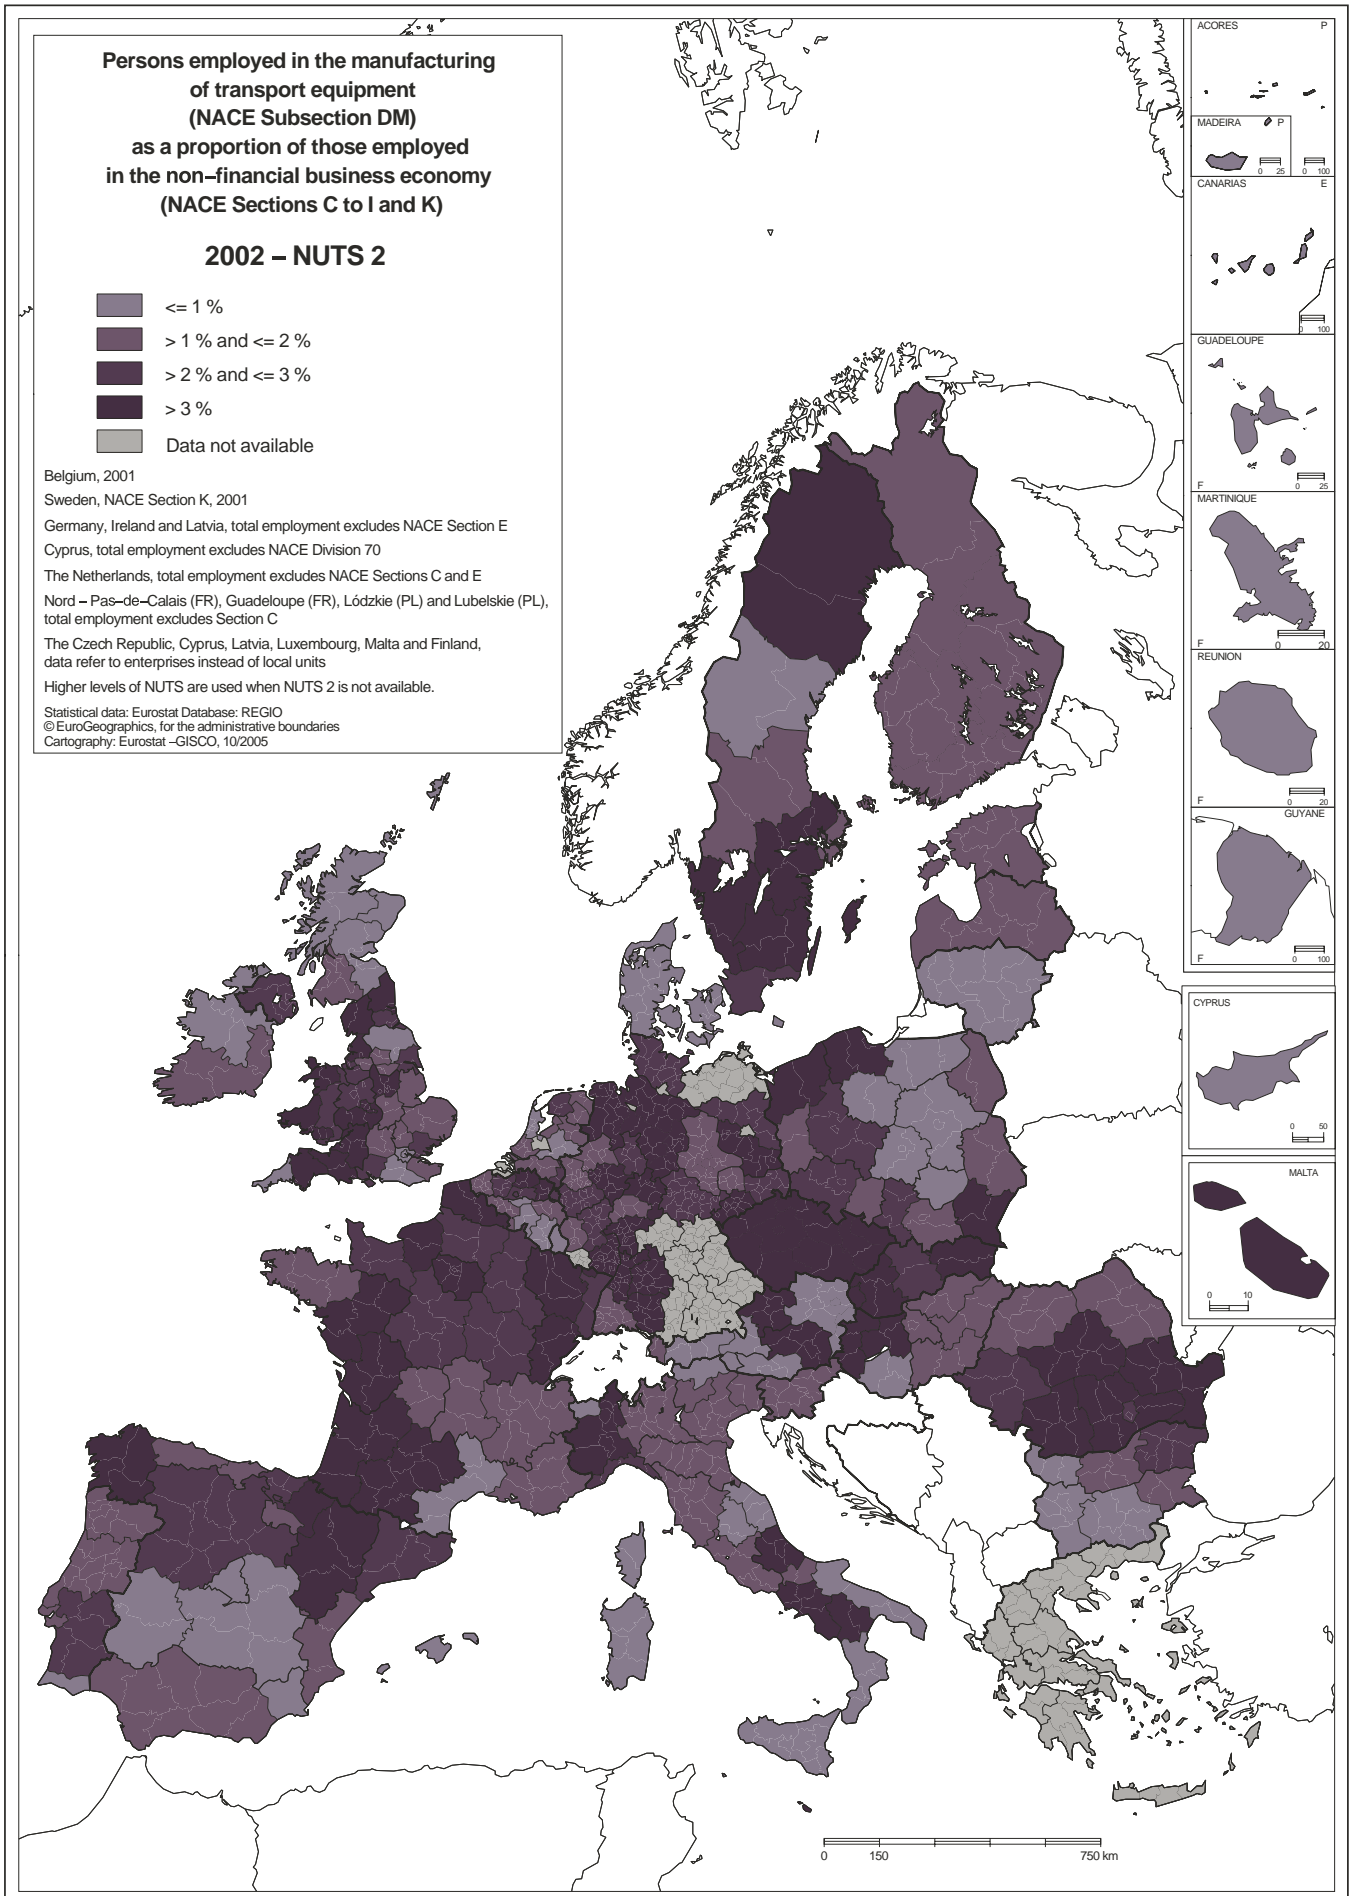 Persons employed in the manufacturing
of transport equipment
(NACE Subsection DM)
as a proportion of those employed
in the non–financial business economy
(NACE Sections C to I and K)
2002 – NUTS 2
<= 1 %
> 1 % and <= 2 %
> 2 % and <= 3 %
> 3 %
Data not available
Belgium, 2001
Sweden, NACE Section K, 2001
Germany, Ireland and Latvia, total employment excludes NACE Section E
Cyprus, total employment excludes NACE Division 70
The Netherlands, total employment excludes NACE Sections C and E
Nord – Pas–de–Calais (FR), Guadeloupe (FR), Lódzkie (PL) and Lubelskie (PL),
total employment excludes Section C
The Czech Republic, Cyprus, Latvia, Luxembourg, Malta and Finland,
data refer to enterprises instead of local units
Higher levels of NUTS are used when NUTS 2 is not available.
Statistical data: Eurostat Database: REGIO
© EuroGeographics, for the administrative boundaries
Cartography: Eurostat –GISCO, 10/2005
ACORES P
MADEIRA P
0 25
0 100
CANARIAS E
0 100
GUADELOUPE
F
0 25
MARTINIQUE
F
0 20
REUNION
F
0 20
GUYANE
F
0 100
CYPRUS
0 50
MALTA
0 10
0 150 750 km